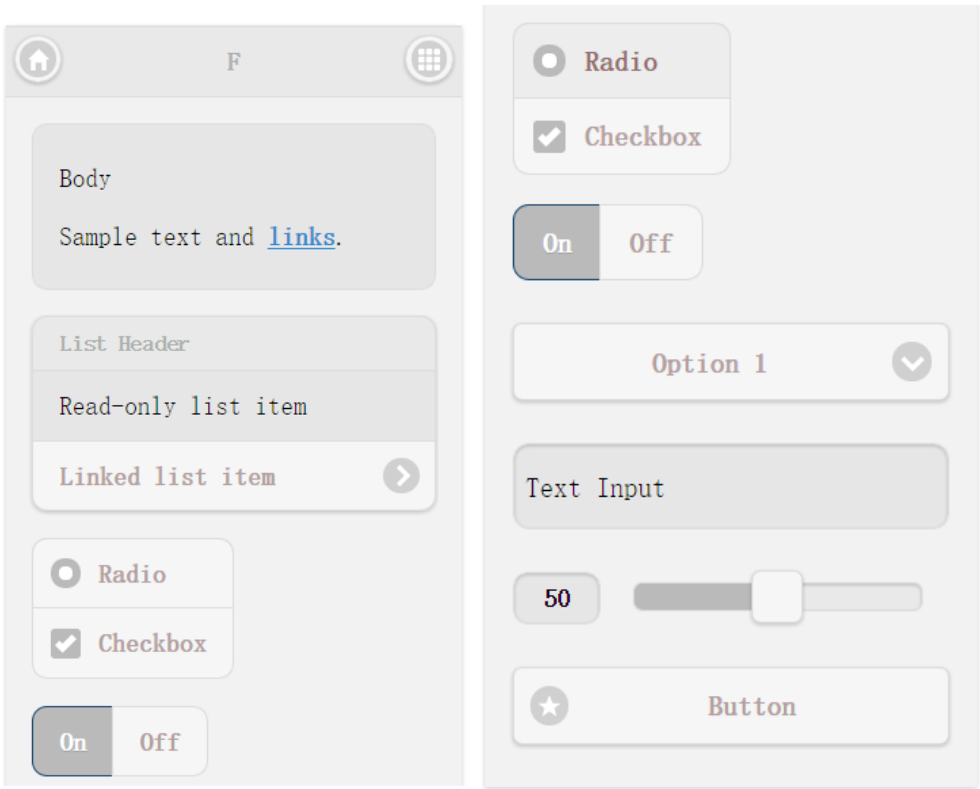 F
Body
Sample text and links.
List Header
Read-only list item
Linked list item
Radio
Checkbox
On Off
Radio
Checkbox
On Off
Option 1
Text Input
50
Button